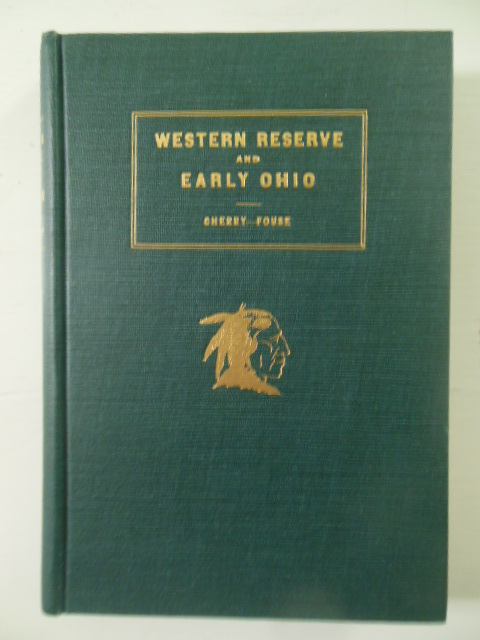 WESTERN RESERVE
AND
EARLY OHIO
CHERRY—FOUSE